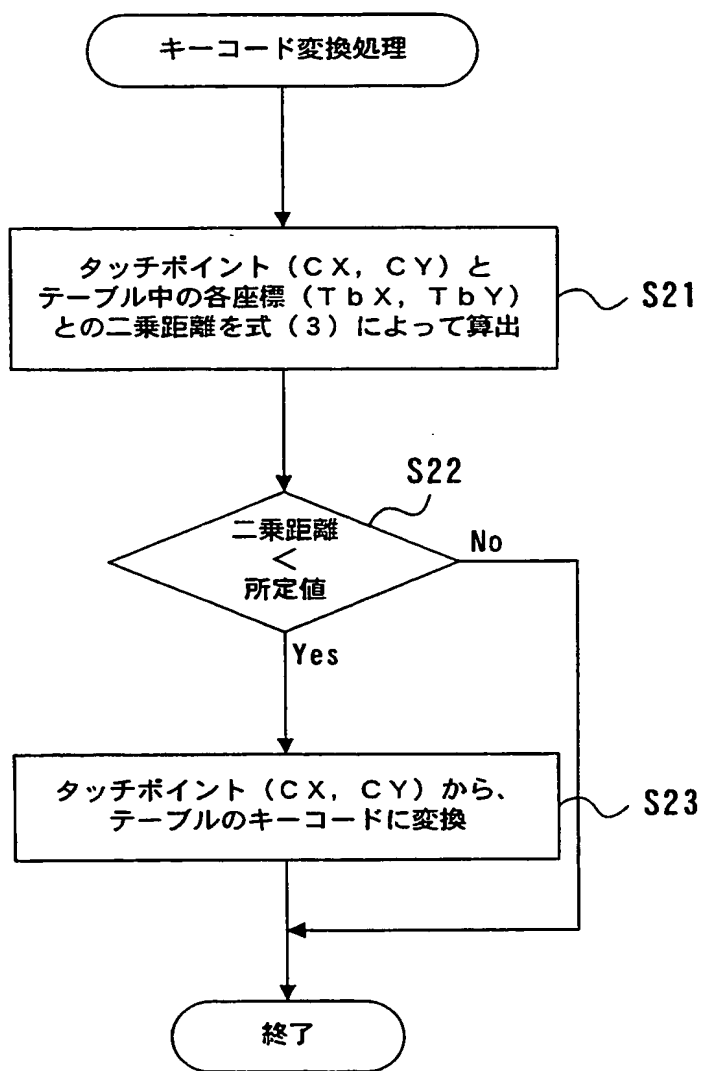 キーコード変換処理
タッチポイント（ＣＸ，ＣＹ）と
テーブル中の各座標（ＴｂＸ，ＴｂＹ）
との二乗距離を式（３）によって算出
S21
S22
二乗距離
＜
所定値
No
Yes
タッチポイント（ＣＸ，ＣＹ）から、
テーブルのキーコードに変換
S23
終了